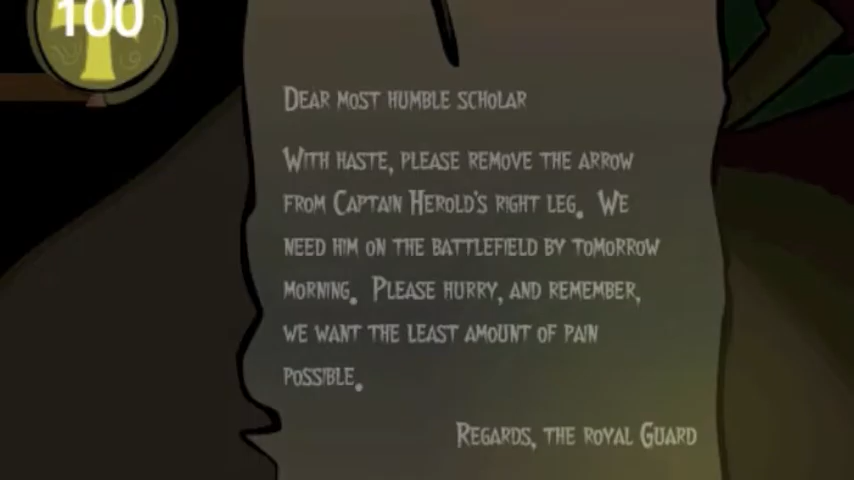 100
Dear most humble scholar
With haste, please remove the arrow
from Captain Herold's right leg. We
need him on the battlefield by tomorrow
morning. Please hurry, and remember,
we want the least amount of pain
possible.
Regards, the royal Guard